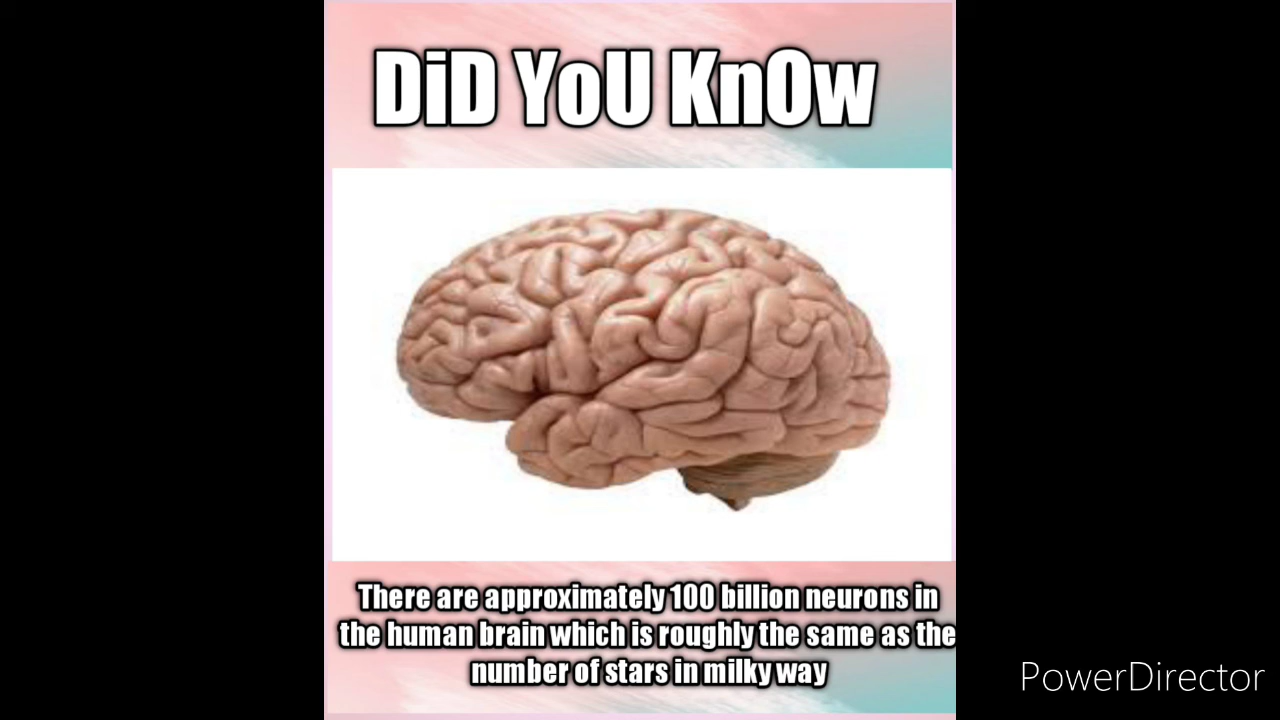 DiD YoU KnOw
There are approximately 100 billion neurons in
the human brain which is roughly the same as the
number of stars in milky way
PowerDirector